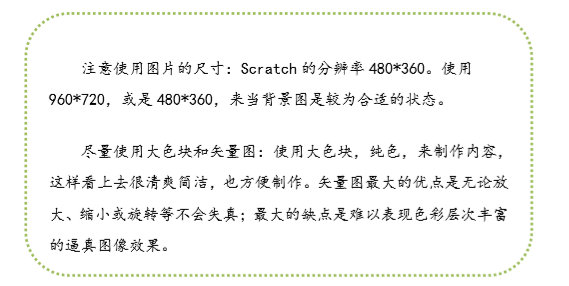 注意使用图片的尺寸：Scratch 的分辨率 480*360。使用
960*720，或是 480*360，来当背景图是较为合适的状态。
尽量使用大色块和矢量图：使用大色块，纯色，来制作内容，
这样看上去很清爽简洁，也方便制作。矢量图最大的优点是无论放
大、缩小或旋转等不会失真；最大的缺点是难以表现色彩层次丰富
的逼真图像效果。